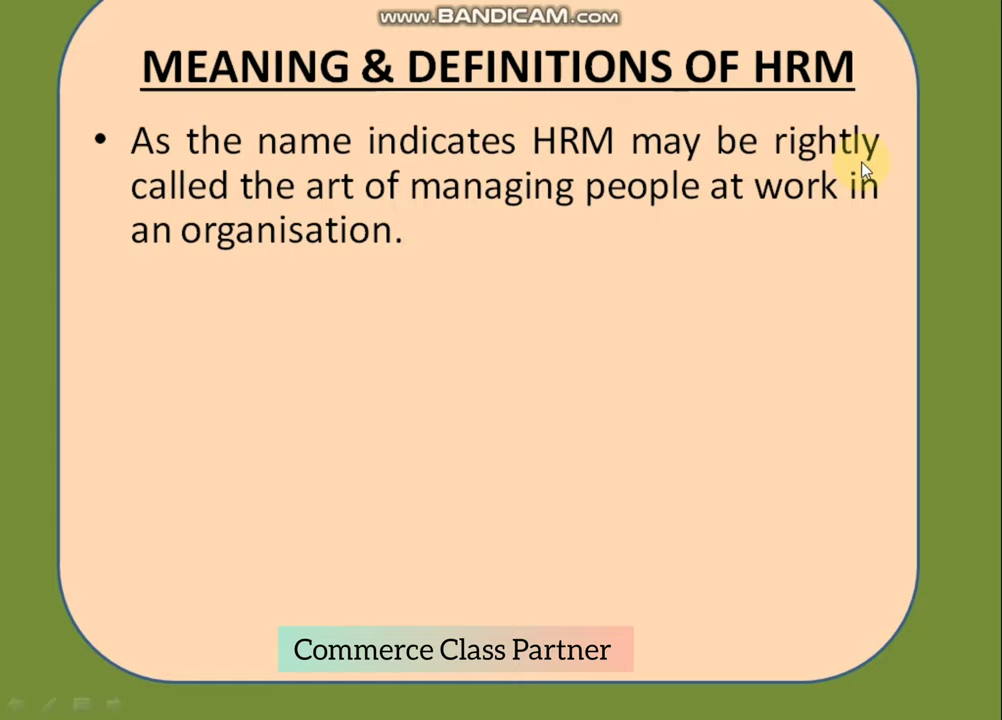 www.BANDICAM.com
MEANING & DEFINITIONS OF HRM
• As the name indicates HRM may be rightly
called the art of managing people at work in
an organisation.
Commerce Class Partner